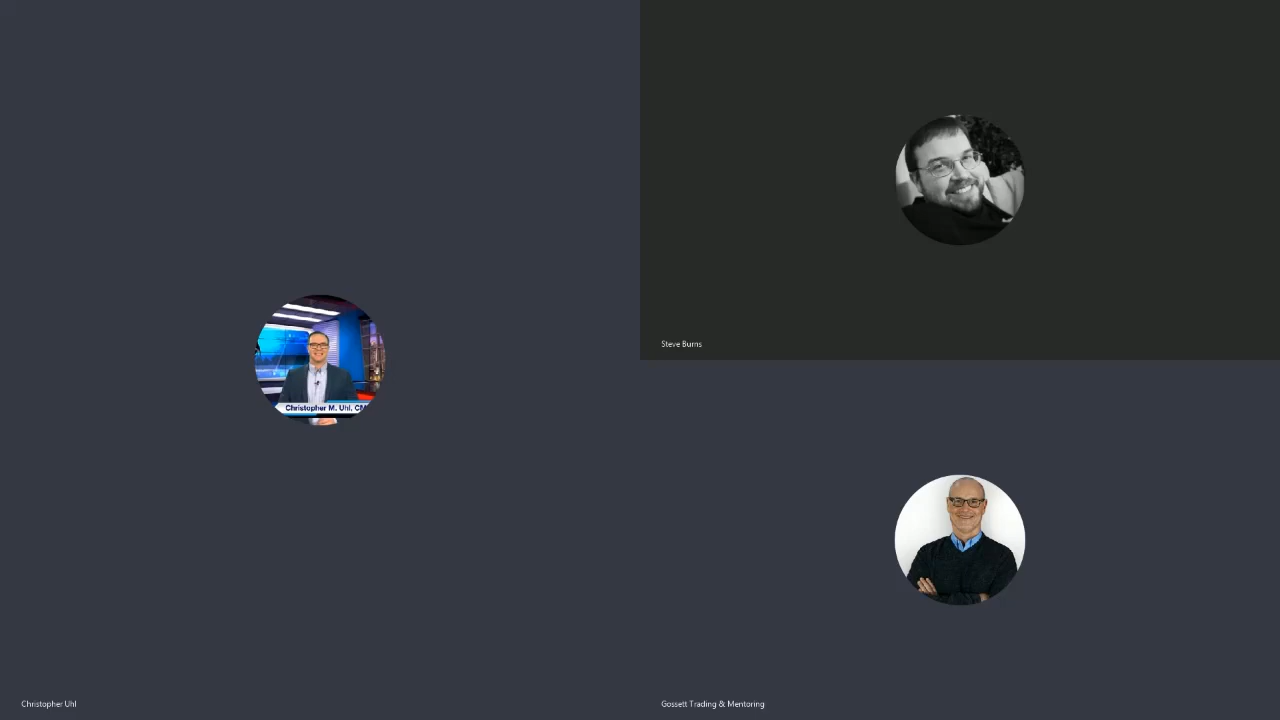 Christopher M. Uhl, CM
Christopher Uhl
Steve Burns
Gossett Trading & Mentoring